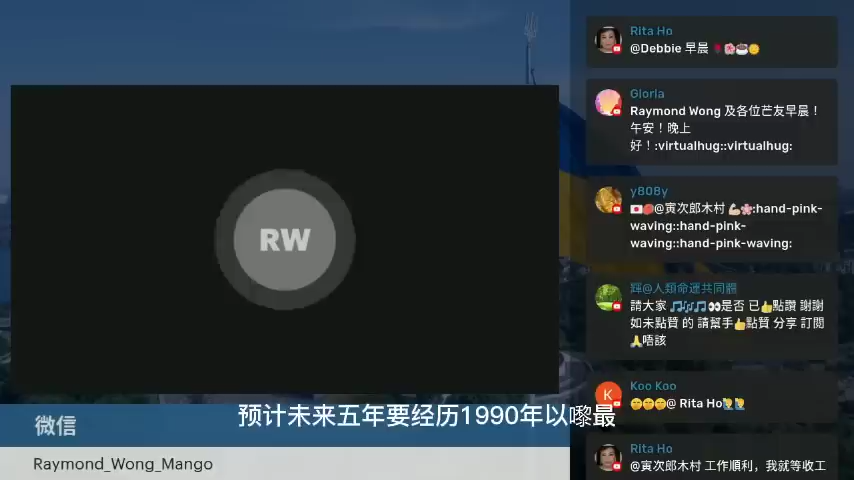 RW
预计未来五年要经历1990年以嚟最
微信
Raymond_Wong_Mango
Rita Ho
@Debbie 早晨 🌹🌺☕🌼
Gloria
Raymond Wong 及各位芒友早晨！
午安！晚上
好！:virtualhug::virtualhug:
y808y
🇯🇵@寅次郎木村 💪🏻🌸:hand-pink-
waving::hand-pink-
waving::hand-pink-waving:
輝@人類命運共同體
請大家 🎵🎶🎵👀是否 已👍點讚 謝謝
如未點贊 的 請幫手👍點贊 分享 訂閱
🙏唔該
K
Koo Koo
🤭🤭🤭@ Rita Ho
Rita Ho
@寅次郎木村 工作順利，我就等收工